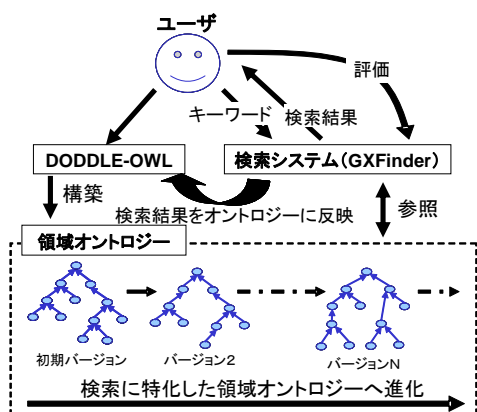 ユーザ
評価
キーワード
検索結果
DODDLE-OWL
検索システム(GXFinder)
構築
検索結果をオントロジーに反映
参照
領域オントロジー
初期バージョン
バージョン2
バージョンN
検索に特化した領域オントロジーへ進化